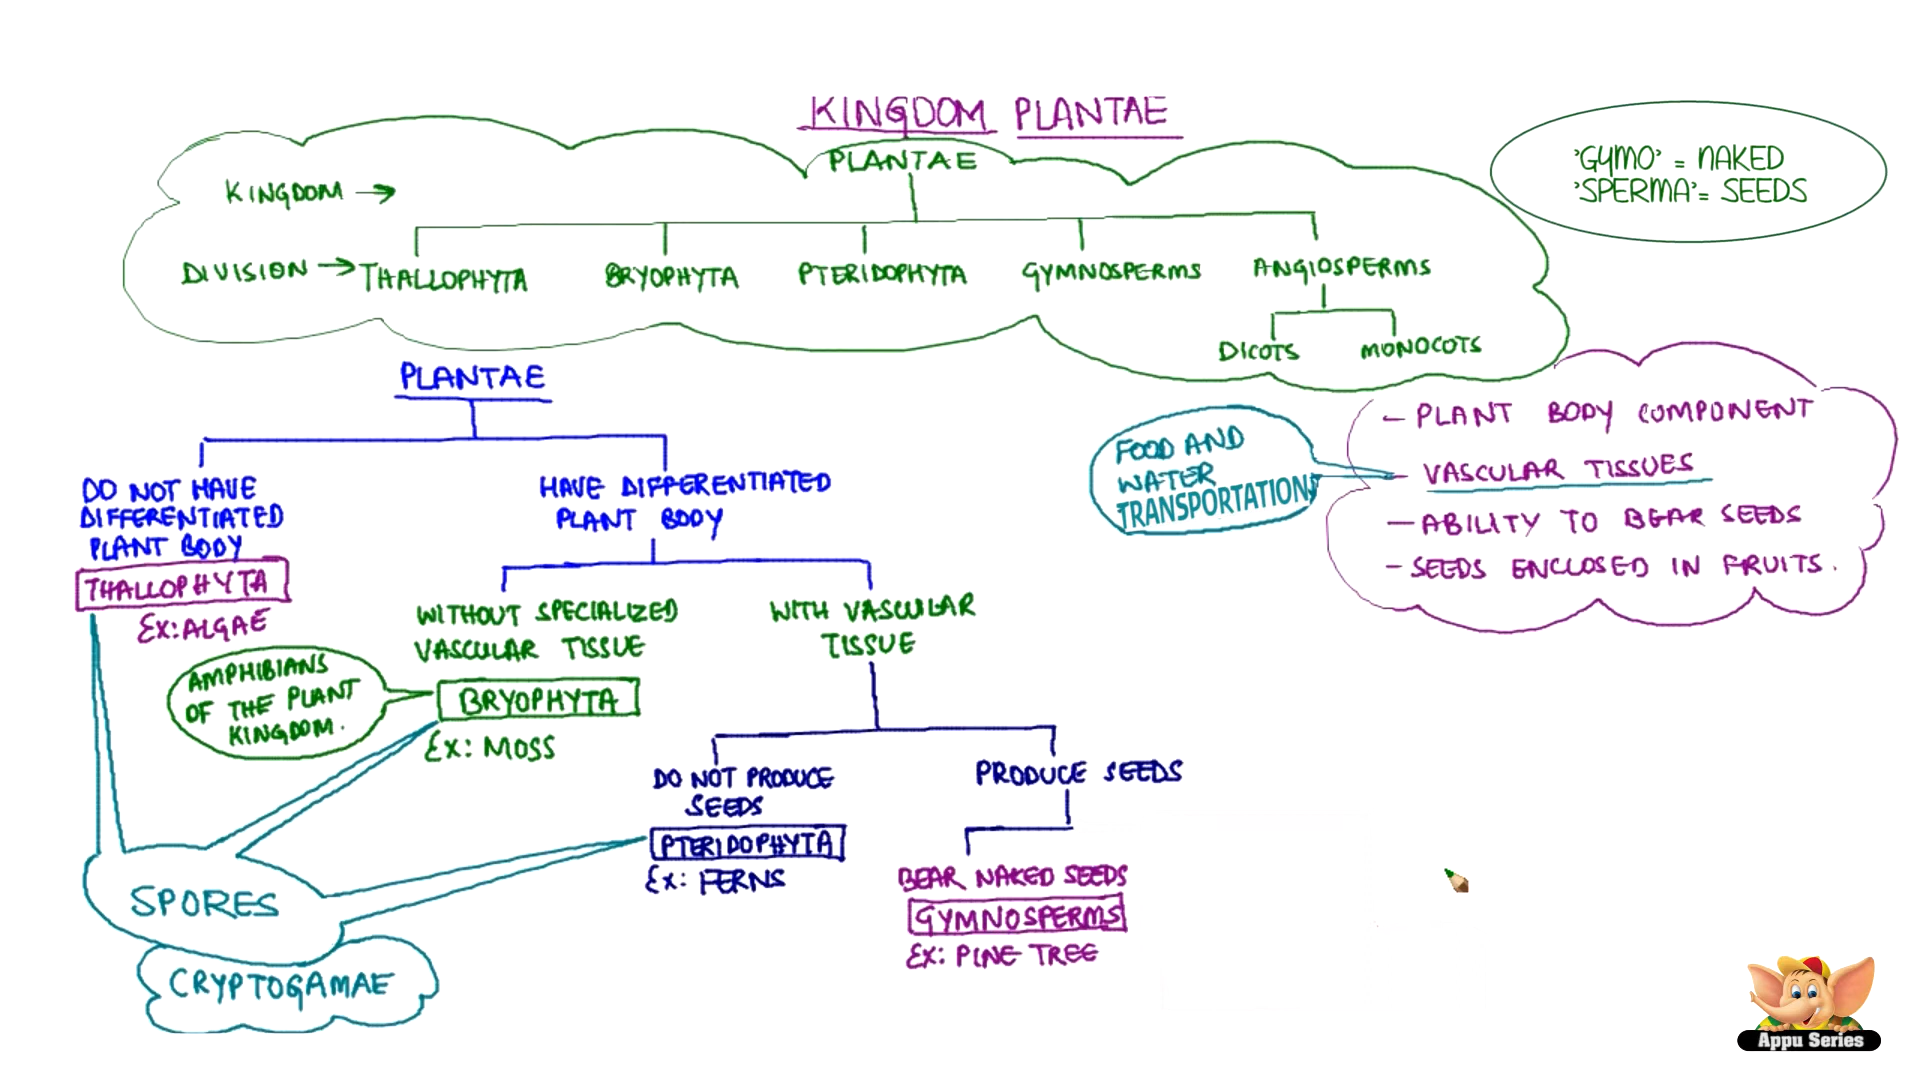 KINGDOM PLANTAE
PLANTAE
KINGDOM →
DIVISION → THALLOPHYTA BRYOPHYTA PTERIDOPHYTA GYMNOSPERMS ANGIOSPERMS
DICOTS MONOCOTS
'GYMO' = NAKED
'SPERMA' = SEEDS
PLANTAE
DO NOT HAVE
DIFFERENTIATED
PLANT BODY
THALLOPHYTA
EX: ALGAE
HAVE DIFFERENTIATED
PLANT BODY
WITHOUT SPECIALIZED
VASCULAR TISSUE
BRYOPHYTA
EX: MOSS
AMPHIBIANS
OF THE PLANT
KINGDOM.
WITH VASCULAR
TISSUE
DO NOT PRODUCE
SEEDS
PTERIDOPHYTA
EX: FERNS
PRODUCE SEEDS
BEAR NAKED SEEDS
GYMNOSPERMS
EX: PINE TREE
SPORES
CRYPTOGAMAE
FOOD AND
WATER
TRANSPORTATION
- PLANT BODY COMPONENT
- VASCULAR TISSUES
- ABILITY TO BEAR SEEDS
- SEEDS ENCLOSED IN FRUITS.
Appu Series